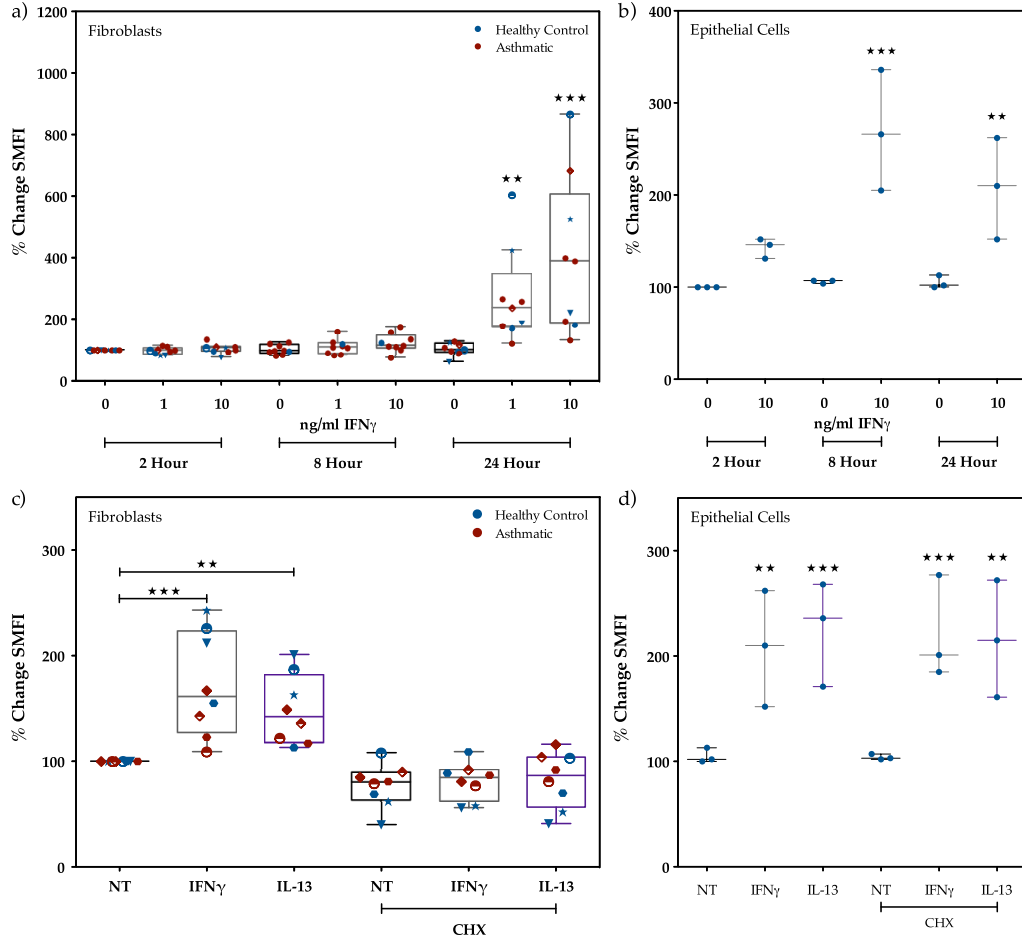 a)
Fibroblasts
Healthy Control
Asthmatic
% Change SMFI
1200
1000
800
600
400
200
0
★★
★★★
0 1 10 0 1 10 0 1 10
ng/ml IFNγ
2 Hour 8 Hour 24 Hour
b)
Epithelial Cells
% Change SMFI
400
300
200
100
0
★★★
★★
0 10 0 10 0 10
ng/ml IFNγ
2 Hour 8 Hour 24 Hour
c)
Fibroblasts
Healthy Control
Asthmatic
% Change SMFI
300
200
100
0
★★
★★★
NT IFNγ IL-13 NT IFNγ IL-13
CHX
d)
Epithelial Cells
% Change SMFI
300
200
100
0
★★ ★★★ ★★★ ★★
NT IFNγ IL-13 NT IFNγ IL-13
CHX